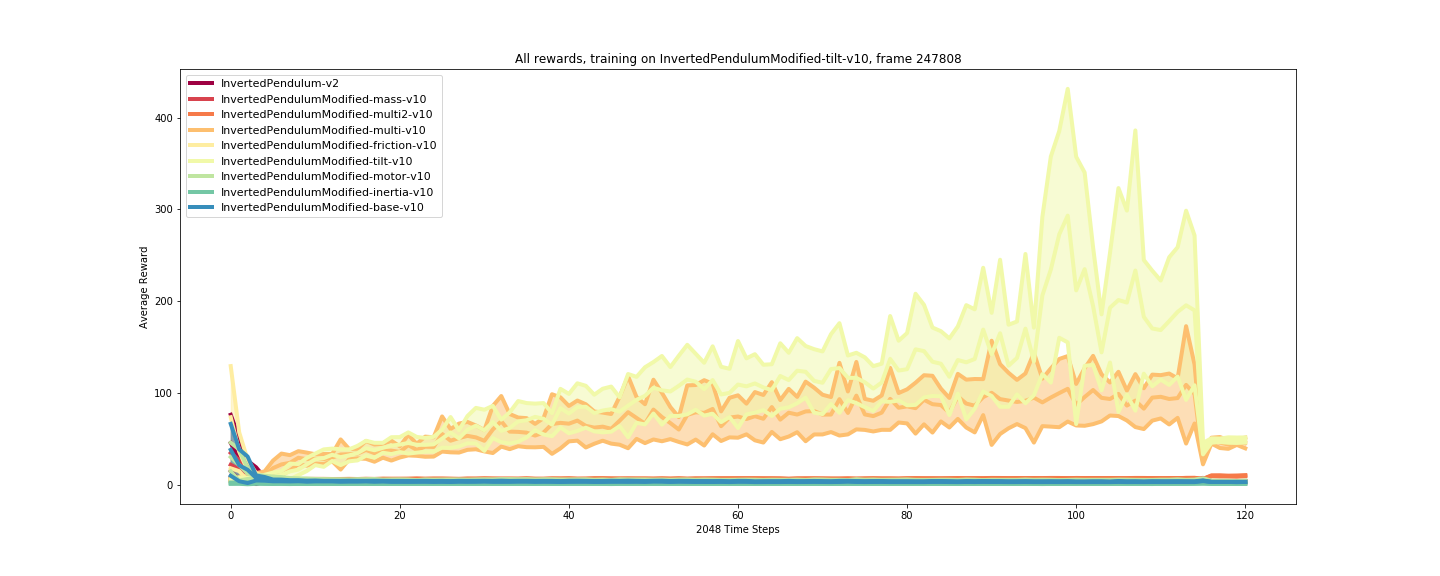 All rewards, training on InvertedPendulumModified-tilt-v10, frame 247808
InvertedPendulum-v2
InvertedPendulumModified-mass-v10
InvertedPendulumModified-multi2-v10
InvertedPendulumModified-multi-v10
InvertedPendulumModified-friction-v10
InvertedPendulumModified-tilt-v10
InvertedPendulumModified-motor-v10
InvertedPendulumModified-inertia-v10
InvertedPendulumModified-base-v10
Average Reward
400
300
200
100
0
0 20 40 60 80 100 120
2048 Time Steps